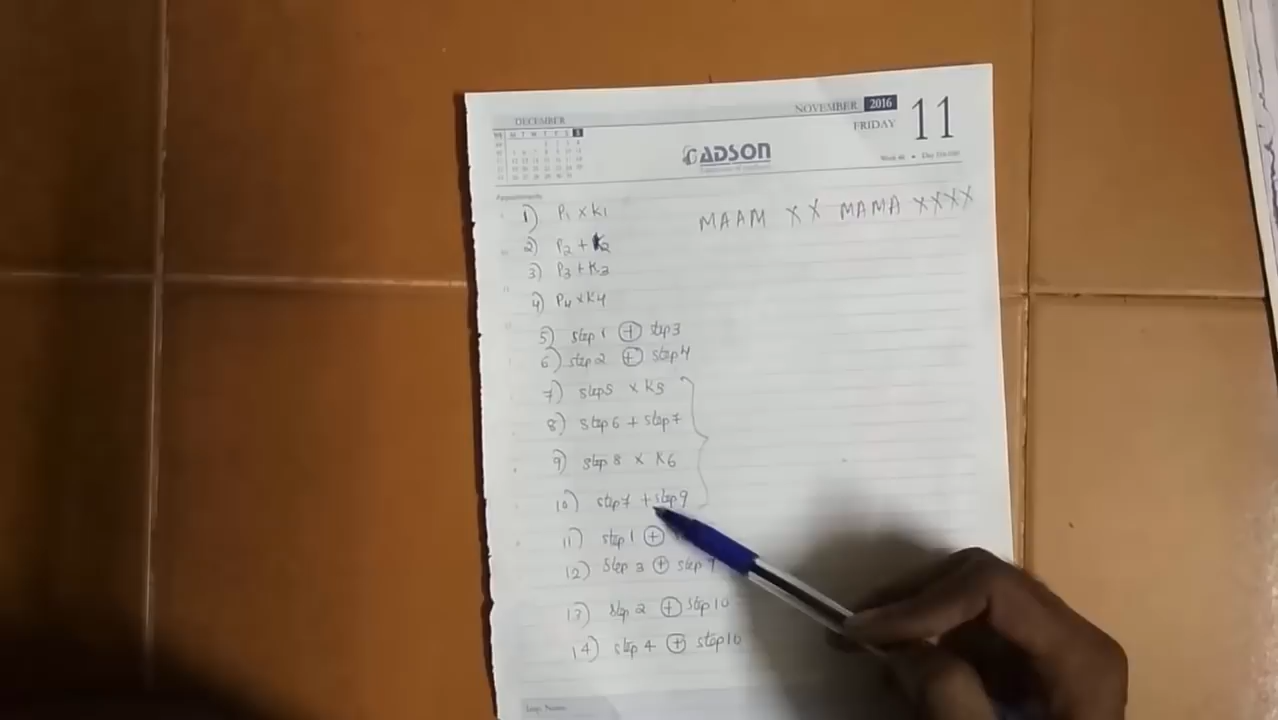 DECEMBER
NOVEMBER 2016
FRIDAY 11
CADSON
Appointments
1) P1 × K1
MAAM XX MAMA XXXX
2) P2 + K2
3) P3 + K3
4) P4 × K4
5) step 1 ⊕ step 3
6) step 2 ⊕ step 4
7) step 5 × K5
8) step 6 + step 7
9) step 8 × K6
10) step 7 + step 9
11) step 1 ⊕
12) step 3 ⊕ step 9
13) step 2 ⊕ step 10
14) step 4 ⊕ step 10